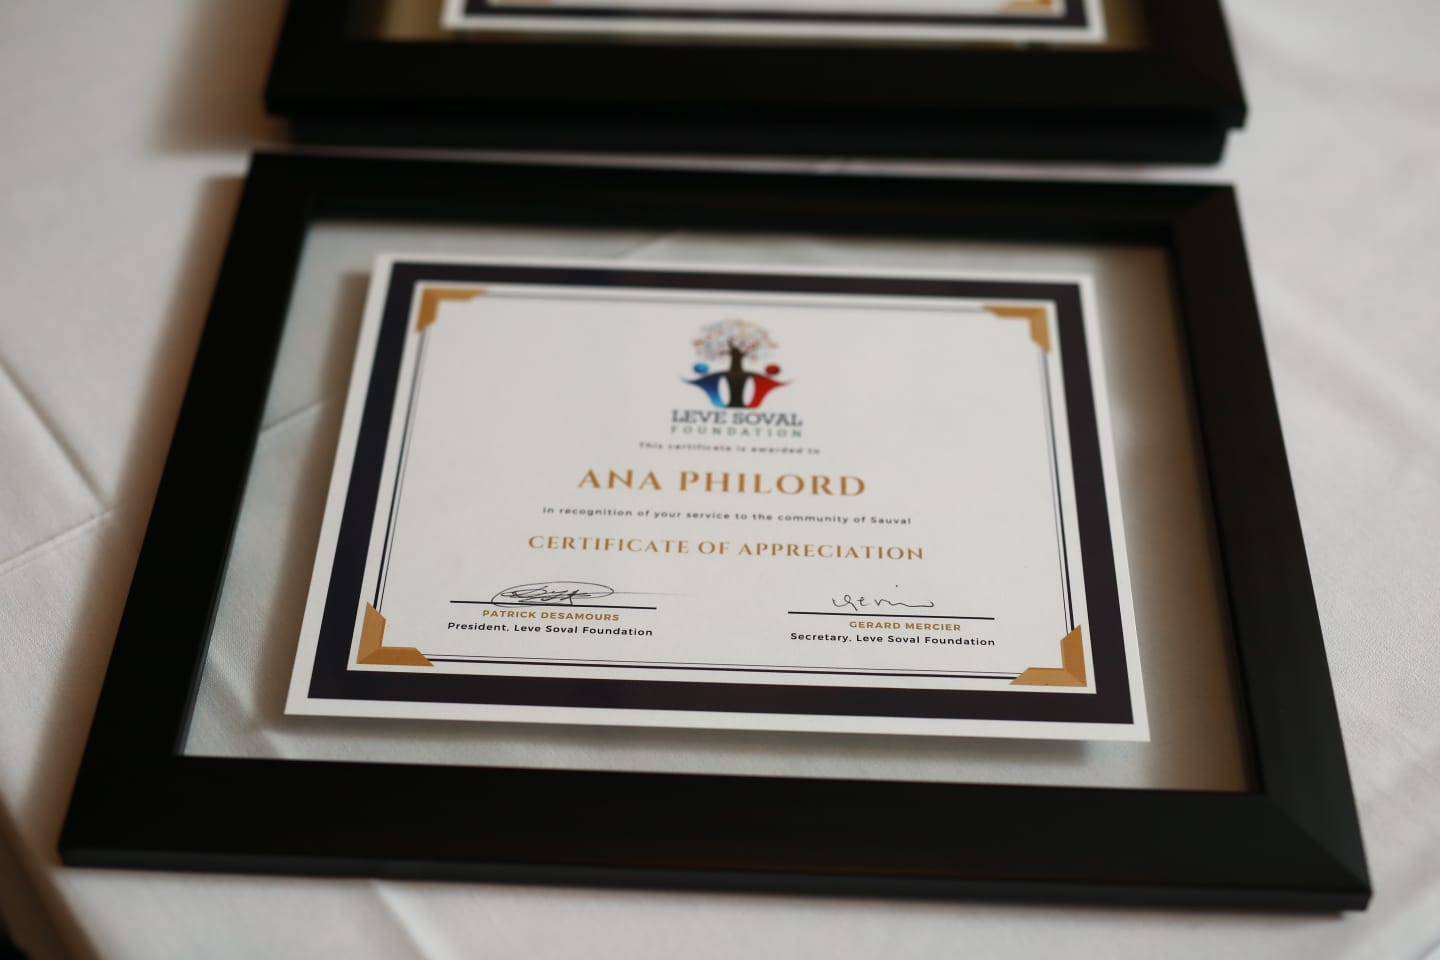 LEVE SOVAL
FOUNDATION
This certificate is awarded to
ANA PHILORD
in recognition of your service to the community of Sauval
CERTIFICATE OF APPRECIATION
PATRICK DESAMOURS
President, Leve Soval Foundation
GERARD MERCIER
Secretary, Leve Soval Foundation